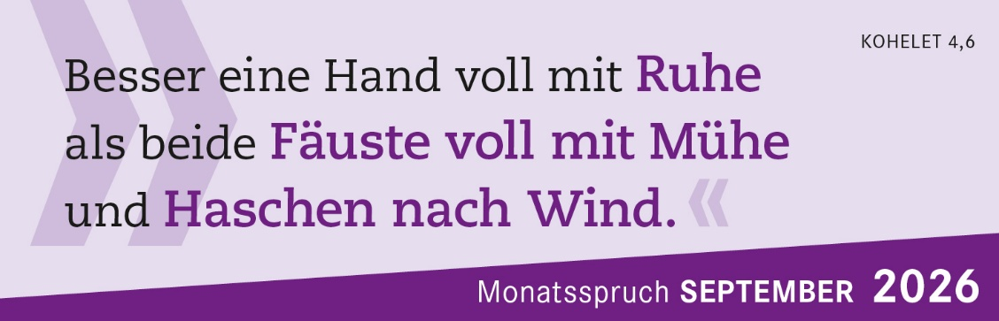 KOHELET 4,6
Besser eine Hand voll mit Ruhe
als beide Fäuste voll mit Mühe
und Haschen nach Wind. «
Monatsspruch SEPTEMBER 2026